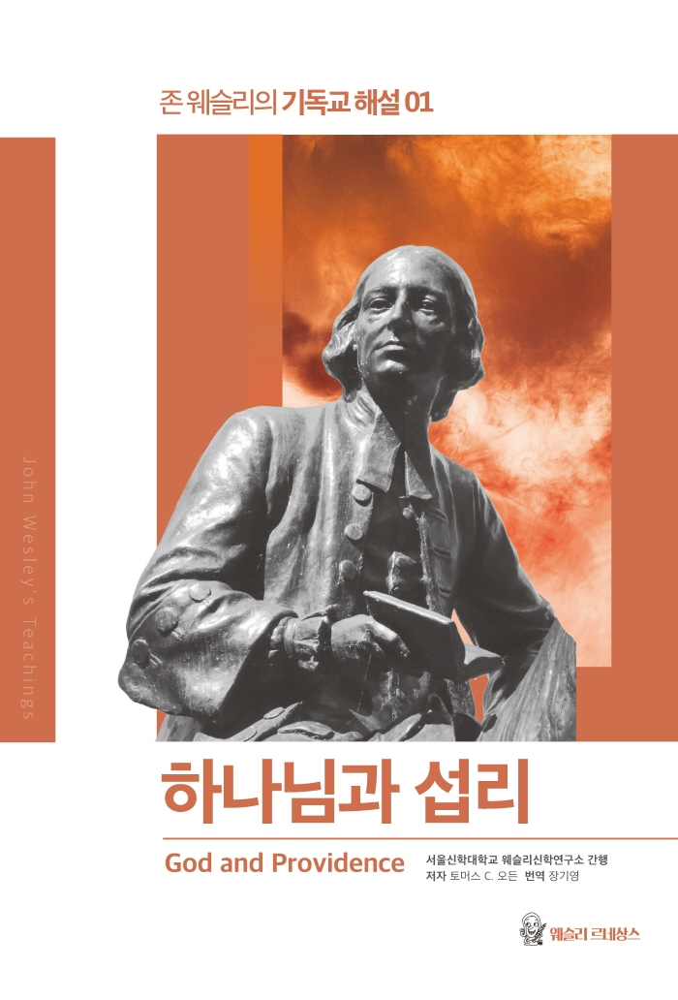 존 웨슬리의 기독교 해설 01
John Wesley's Teachings
하나님과 섭리
God and Providence
서울신학대학교 웨슬리신학연구소 간행
저자 토머스 C. 오든 번역 장기영
웨슬리 르네상스